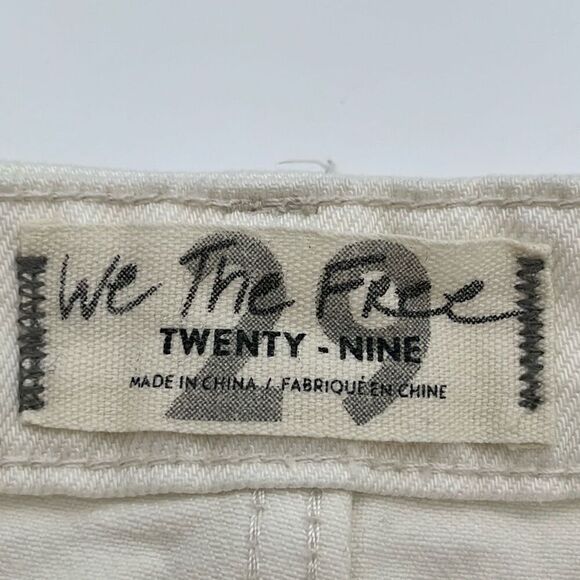 29
We The Free
TWENTY - NINE
MADE IN CHINA / FABRIQUÉ EN CHINE